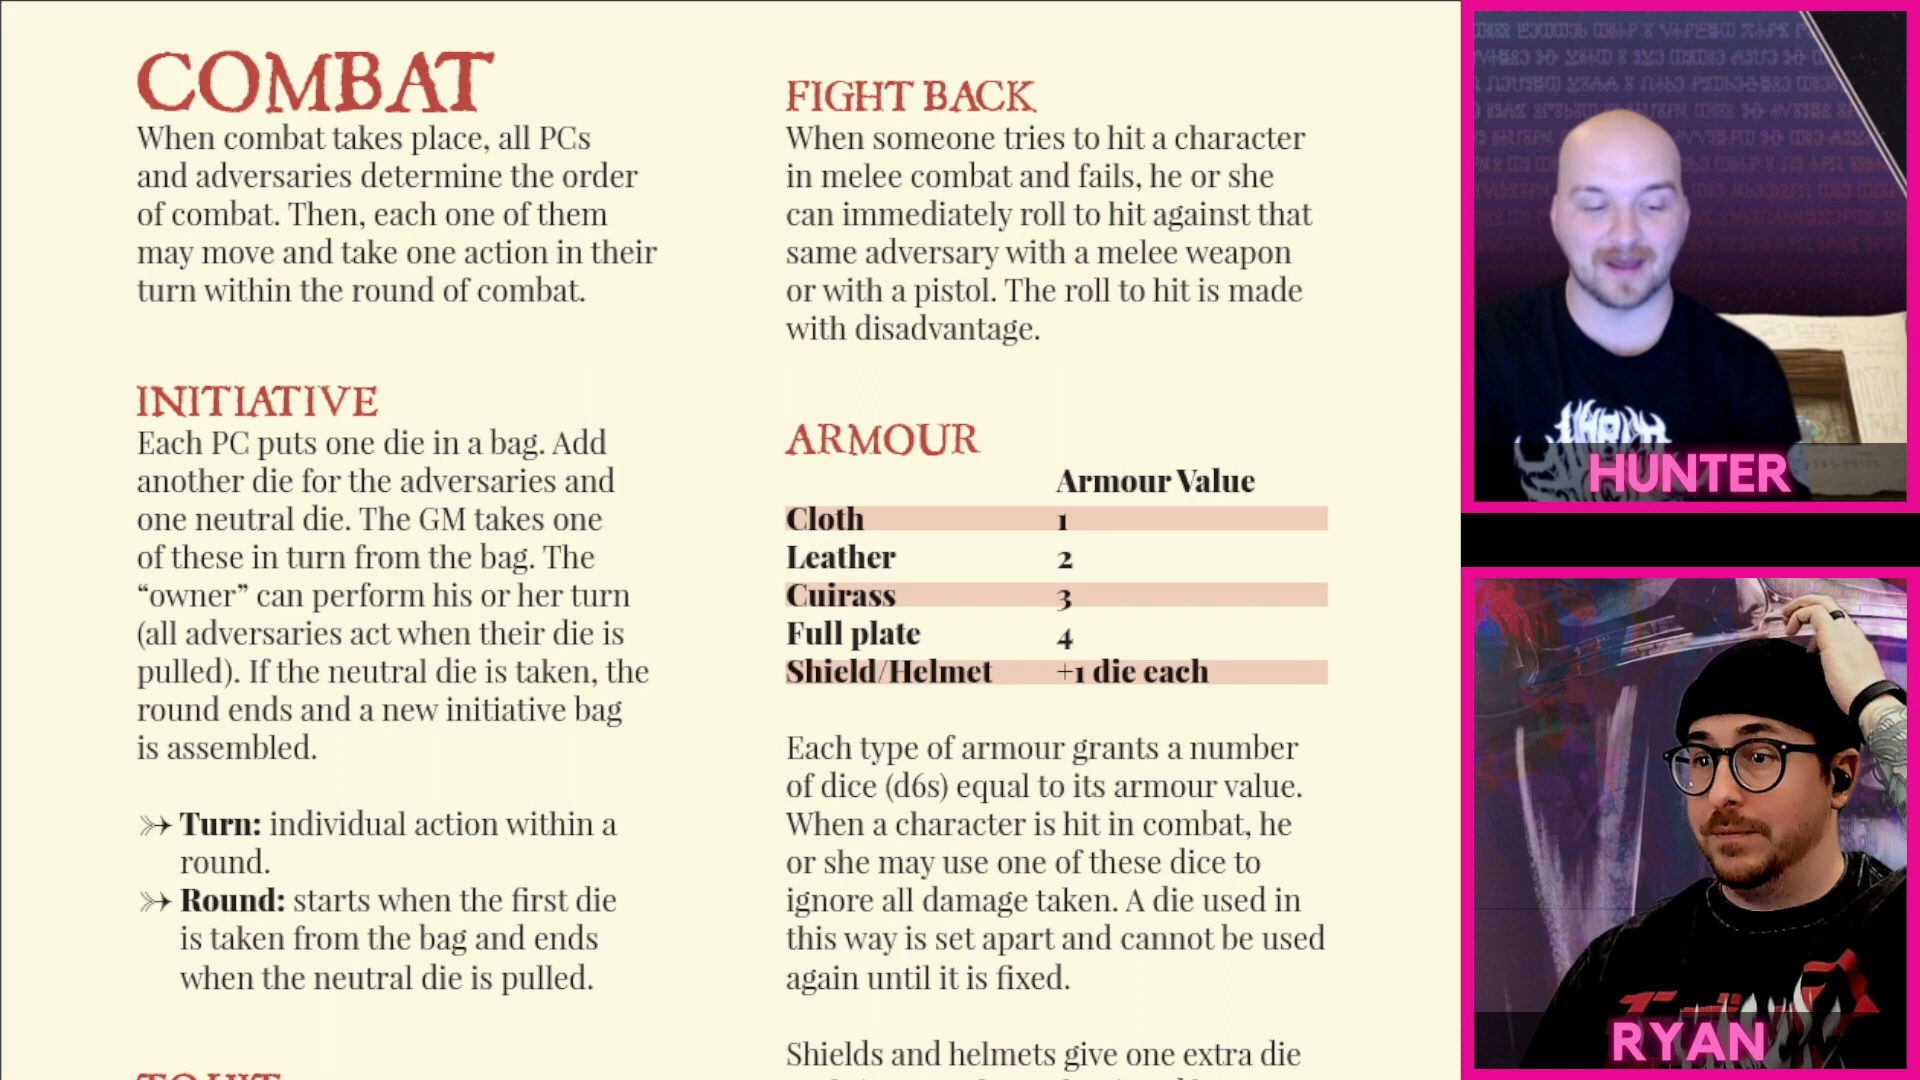 COMBAT
When combat takes place, all PCs
and adversaries determine the order
of combat. Then, each one of them
may move and take one action in their
turn within the round of combat.
INITIATIVE
Each PC puts one die in a bag. Add
another die for the adversaries and
one neutral die. The GM takes one
of these in turn from the bag. The
“owner” can perform his or her turn
(all adversaries act when their die is
pulled). If the neutral die is taken, the
round ends and a new initiative bag
is assembled.
Turn: individual action within a
round.
Round: starts when the first die
is taken from the bag and ends
when the neutral die is pulled.
FIGHT BACK
When someone tries to hit a character
in melee combat and fails, he or she
can immediately roll to hit against that
same adversary with a melee weapon
or with a pistol. The roll to hit is made
with disadvantage.
ARMOUR
Armour Value
Cloth 1
Leather 2
Cuirass 3
Full plate 4
Shield/Helmet +1 die each
Each type of armour grants a number
of dice (d6s) equal to its armour value.
When a character is hit in combat, he
or she may use one of these dice to
ignore all damage taken. A die used in
this way is set apart and cannot be used
again until it is fixed.
Shields and helmets give one extra die
HUNTER
RYAN